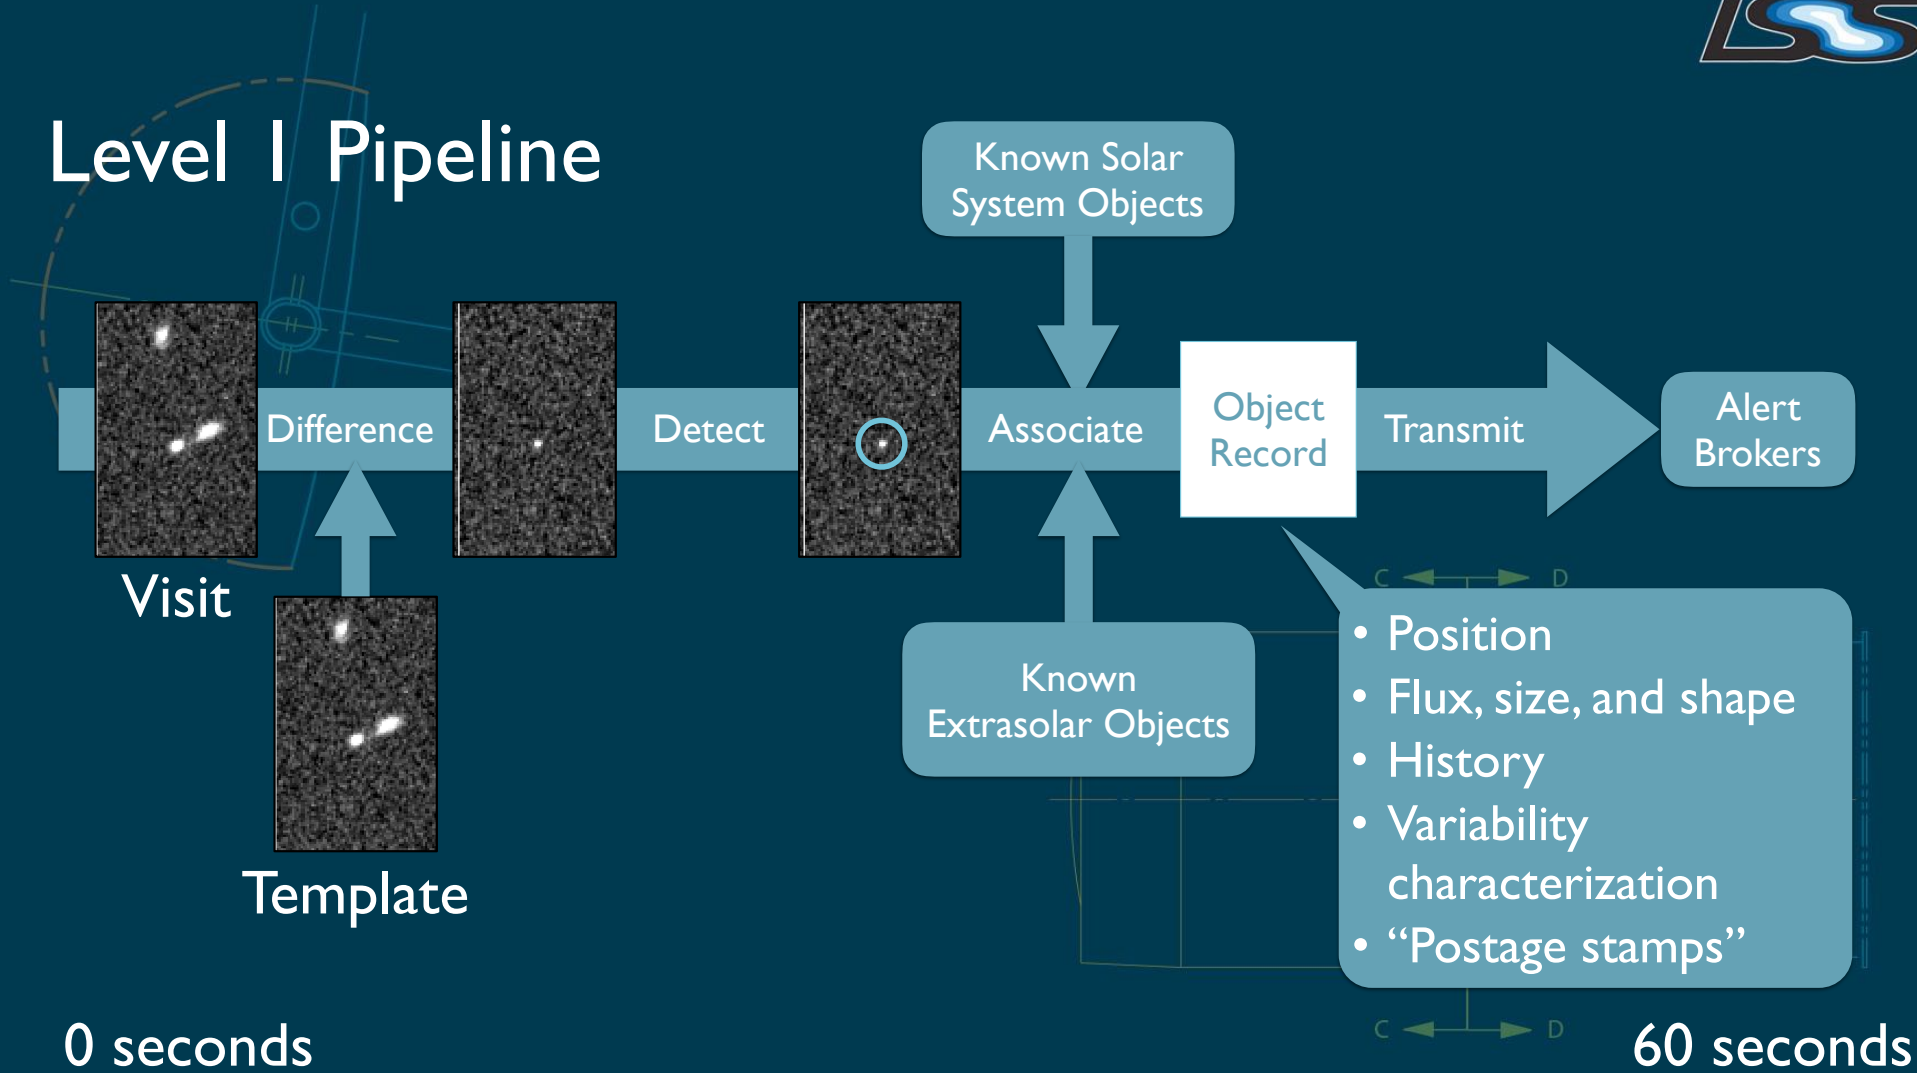 Level 1 Pipeline
Known Solar
System Objects
Difference
Detect
Associate
Object
Record
Transmit
Alert
Brokers
Visit
Template
Known
Extrasolar Objects
C D
• Position
• Flux, size, and shape
• History
• Variability
characterization
• “Postage stamps”
C D
0 seconds
60 seconds